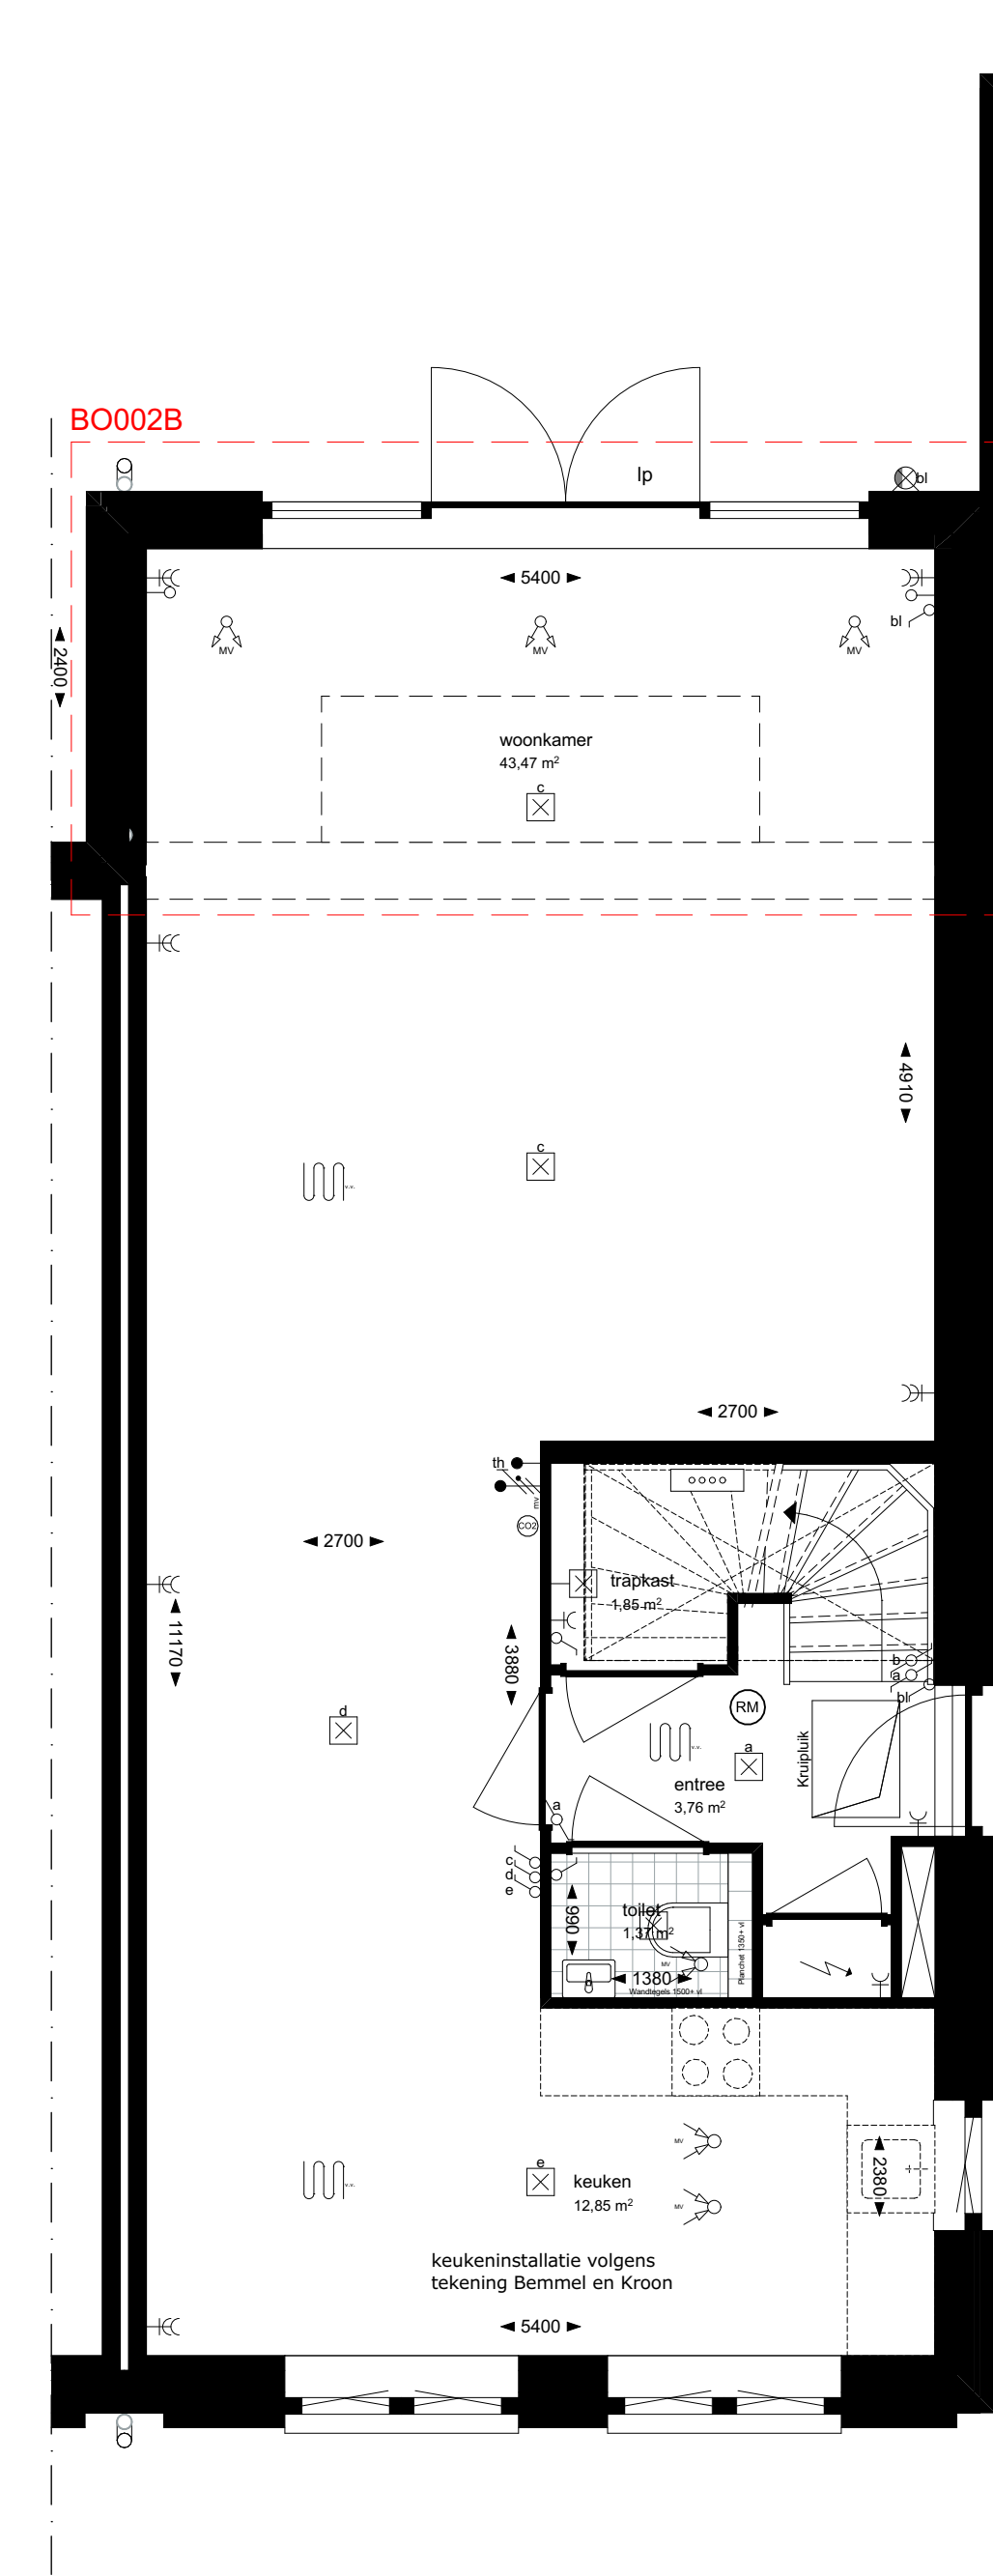 BO002B
lp
bl
5400
bl
MV
MV
MV
2400
woonkamer
43,47 m²
c
4910
c
v.v.
2700
th
mv
CO2
2700
trapkast
1,85 m²
11170
3880
b
a
bl
RM
d
v.v.
a
Kruipluik
entree
3,76 m²
a
c
d
e
toilet
1,37 m²
990
MV
1380
Wandtegels 1500+ vl
Planchet 1350+ vl
MV
e
keuken
12,85 m²
2380
v.v.
MV
keukeninstallatie volgens
tekening Bemmel en Kroon
5400